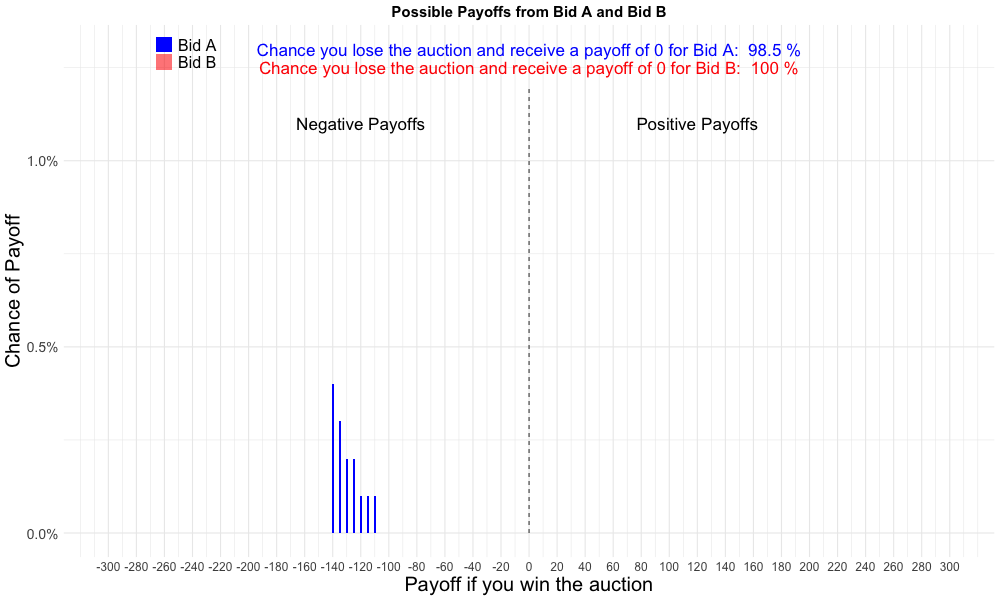 Possible Payoffs from Bid A and Bid B
Bid A
Bid B
Chance you lose the auction and receive a payoff of 0 for Bid A:  98.5 %
Chance you lose the auction and receive a payoff of 0 for Bid B:  100 %
Negative Payoffs
Positive Payoffs
Chance of Payoff
1.0%
0.5%
0.0%
-300 -280 -260 -240 -220 -200 -180 -160 -140 -120 -100 -80 -60 -40 -20 0 20 40 60 80 100 120 140 160 180 200 220 240 260 280 300
Payoff if you win the auction